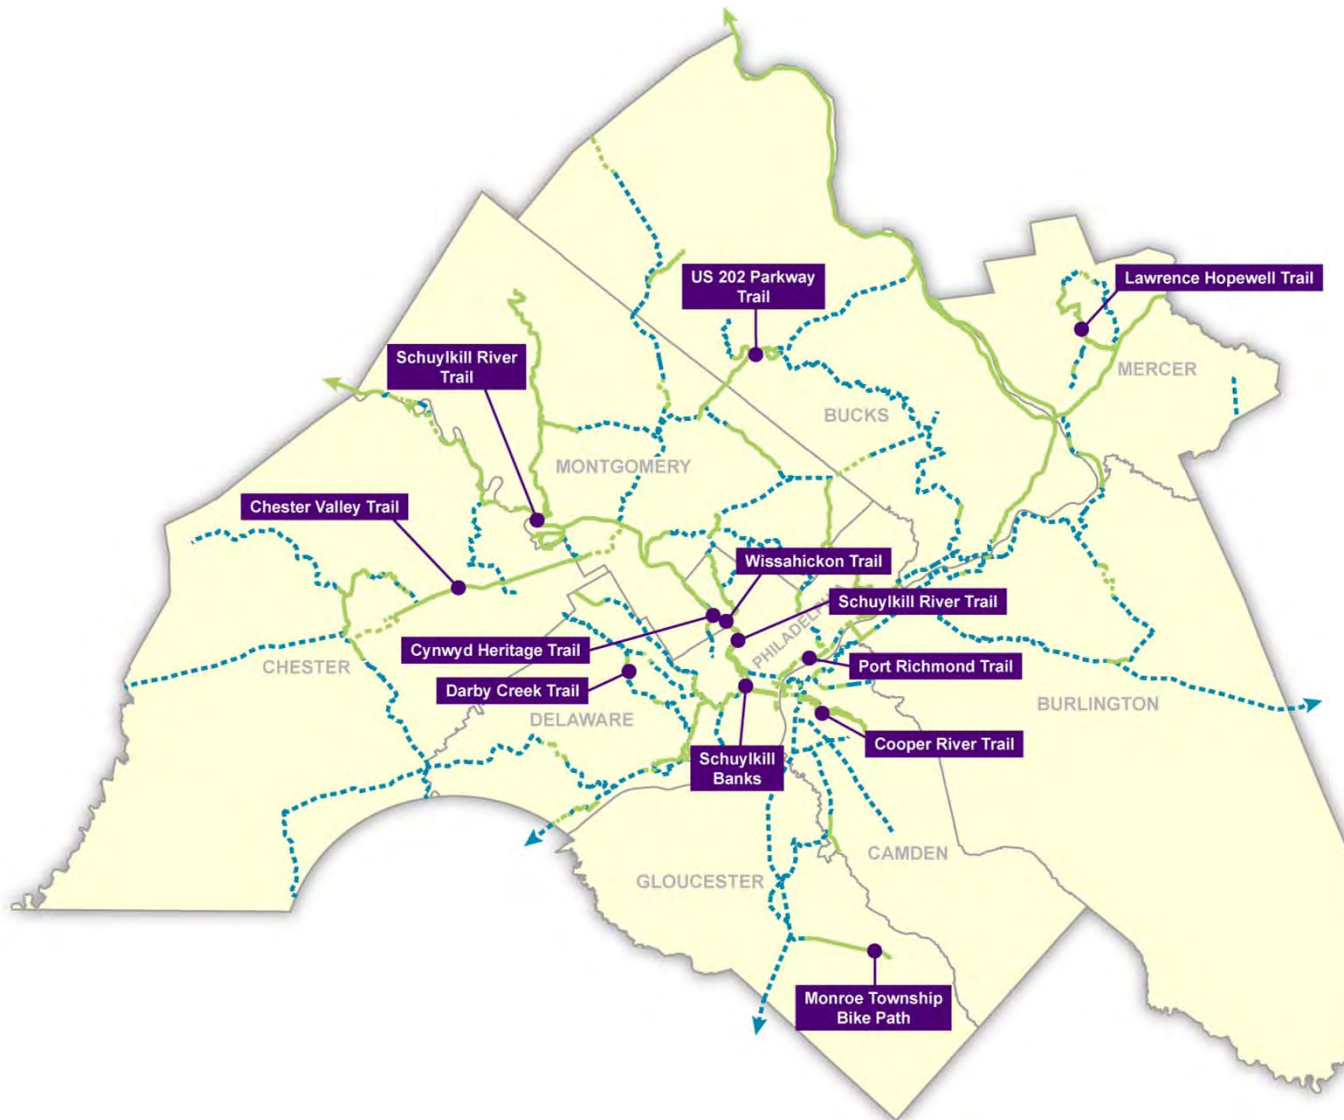 US 202 Parkway
Trail
Lawrence Hopewell Trail
Schuylkill River
Trail
MERCER
BUCKS
MONTGOMERY
Chester Valley Trail
Wissahickon Trail
Schuylkill River Trail
PHILADELPHIA
Cynwyd Heritage Trail
CHESTER
Port Richmond Trail
Darby Creek Trail
BURLINGTON
DELAWARE
Cooper River Trail
Schuylkill
Banks
CAMDEN
GLOUCESTER
Monroe Township
Bike Path